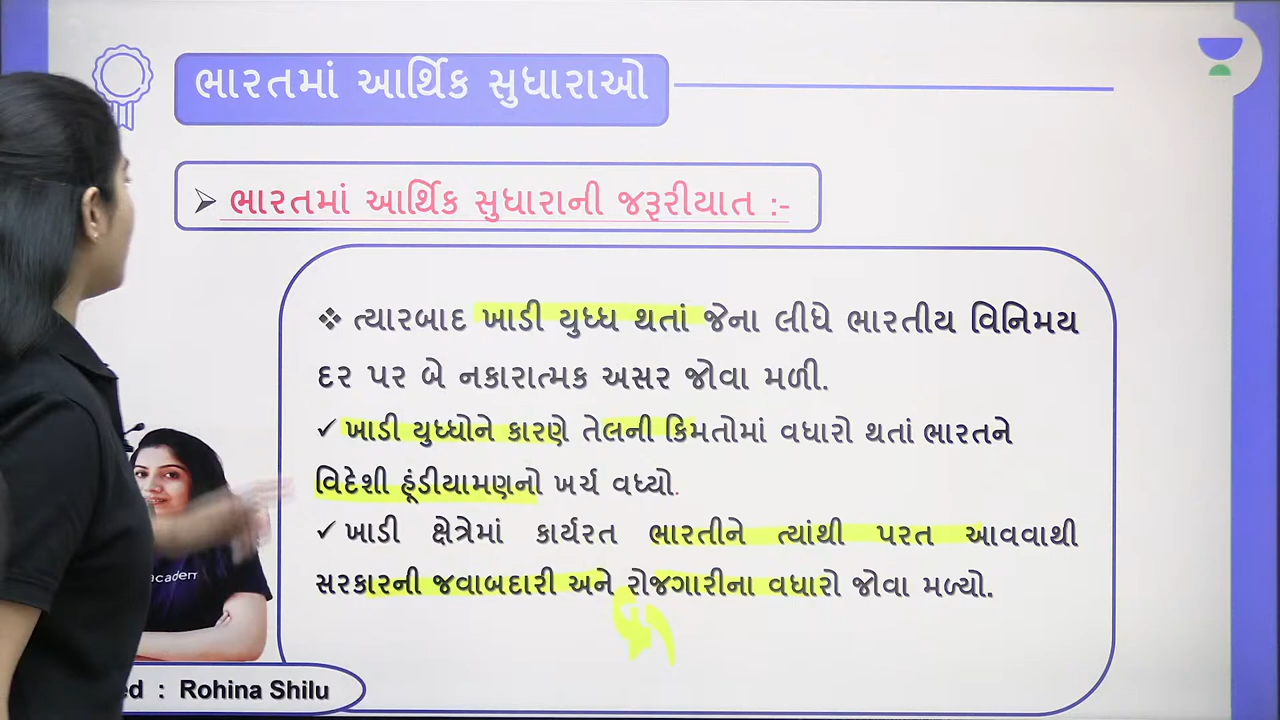 ભારતમાં આર્થિક સુધારાઓ
➢ ભારતમાં આર્થિક સુધારાની જરૂરીયાત :-
❖ ત્યારબાદ ખાડી યુધ્ધ થતાં જેના લીધે ભારતીય વિનિમય
દર પર બે નકારાત્મક અસર જોવા મળી.
✓ ખાડી યુધ્ધોને કારણે તેલની કિમતોમાં વધારો થતાં ભારતને
વિદેશી હૂંડીયામણનો ખર્ચ વધ્યો.
✓ ખાડી ક્ષેત્રેમાં કાર્યરત ભારતીને ત્યાંથી પરત આવવાથી
સરકારની જવાબદારી અને રોજગારીના વધારો જોવા મળ્યો.
: Rohina Shilu